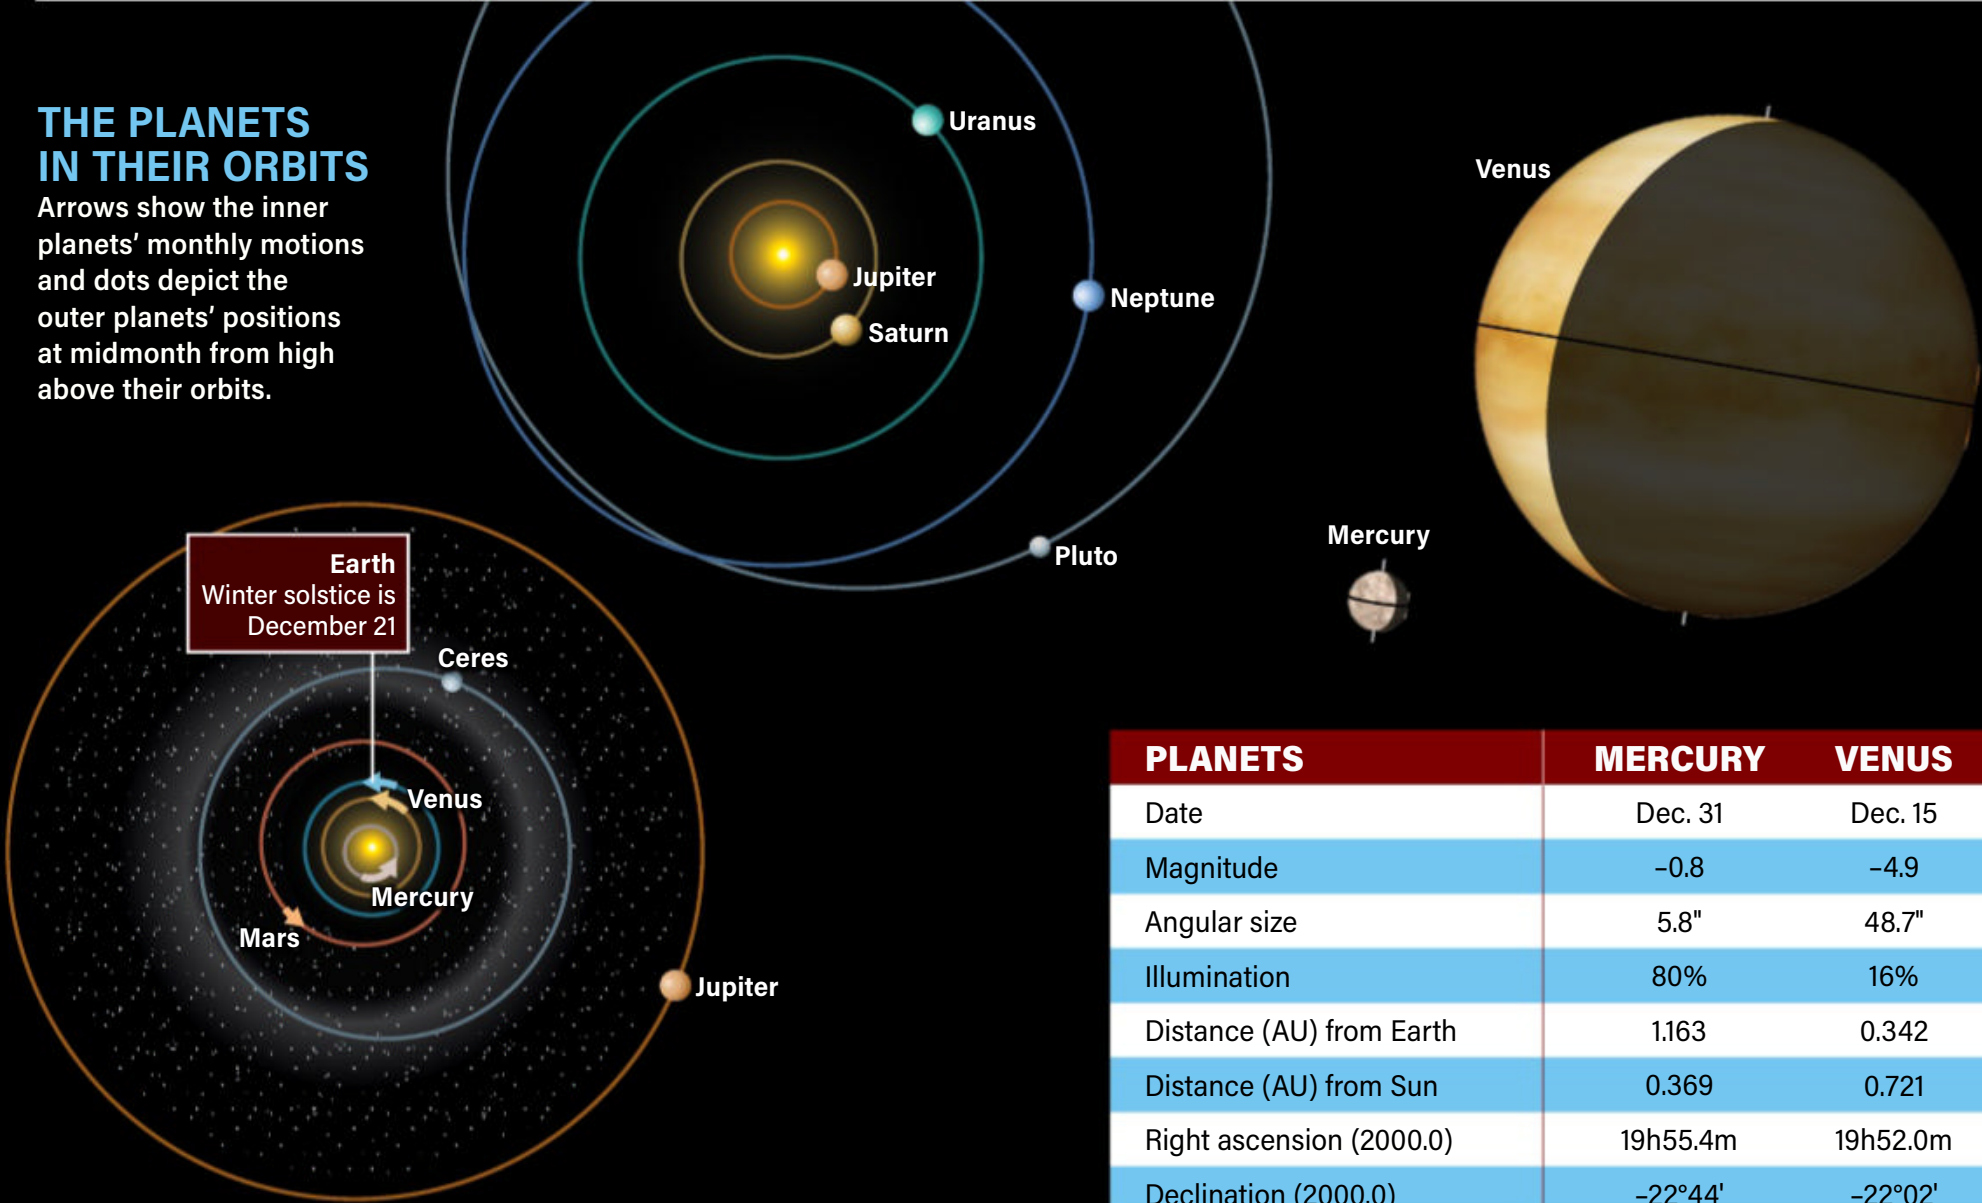 THE PLANETS
IN THEIR ORBITS
Arrows show the inner
planets' monthly motions
and dots depict the
outer planets' positions
at midmonth from high
above their orbits.
Uranus
Jupiter
Saturn
Neptune
Pluto
Venus
Mercury
Earth
Winter solstice is
December 21
Ceres
Venus
Mercury
Mars
Jupiter
PLANETS MERCURY VENUS
Date Dec. 31 Dec. 15
Magnitude –0.8 –4.9
Angular size 5.8" 48.7"
Illumination 80% 16%
Distance (AU) from Earth 1.163 0.342
Distance (AU) from Sun 0.369 0.721
Right ascension (2000.0) 19h55.4m 19h52.0m
Declination (2000.0) –22°44' –22°02'